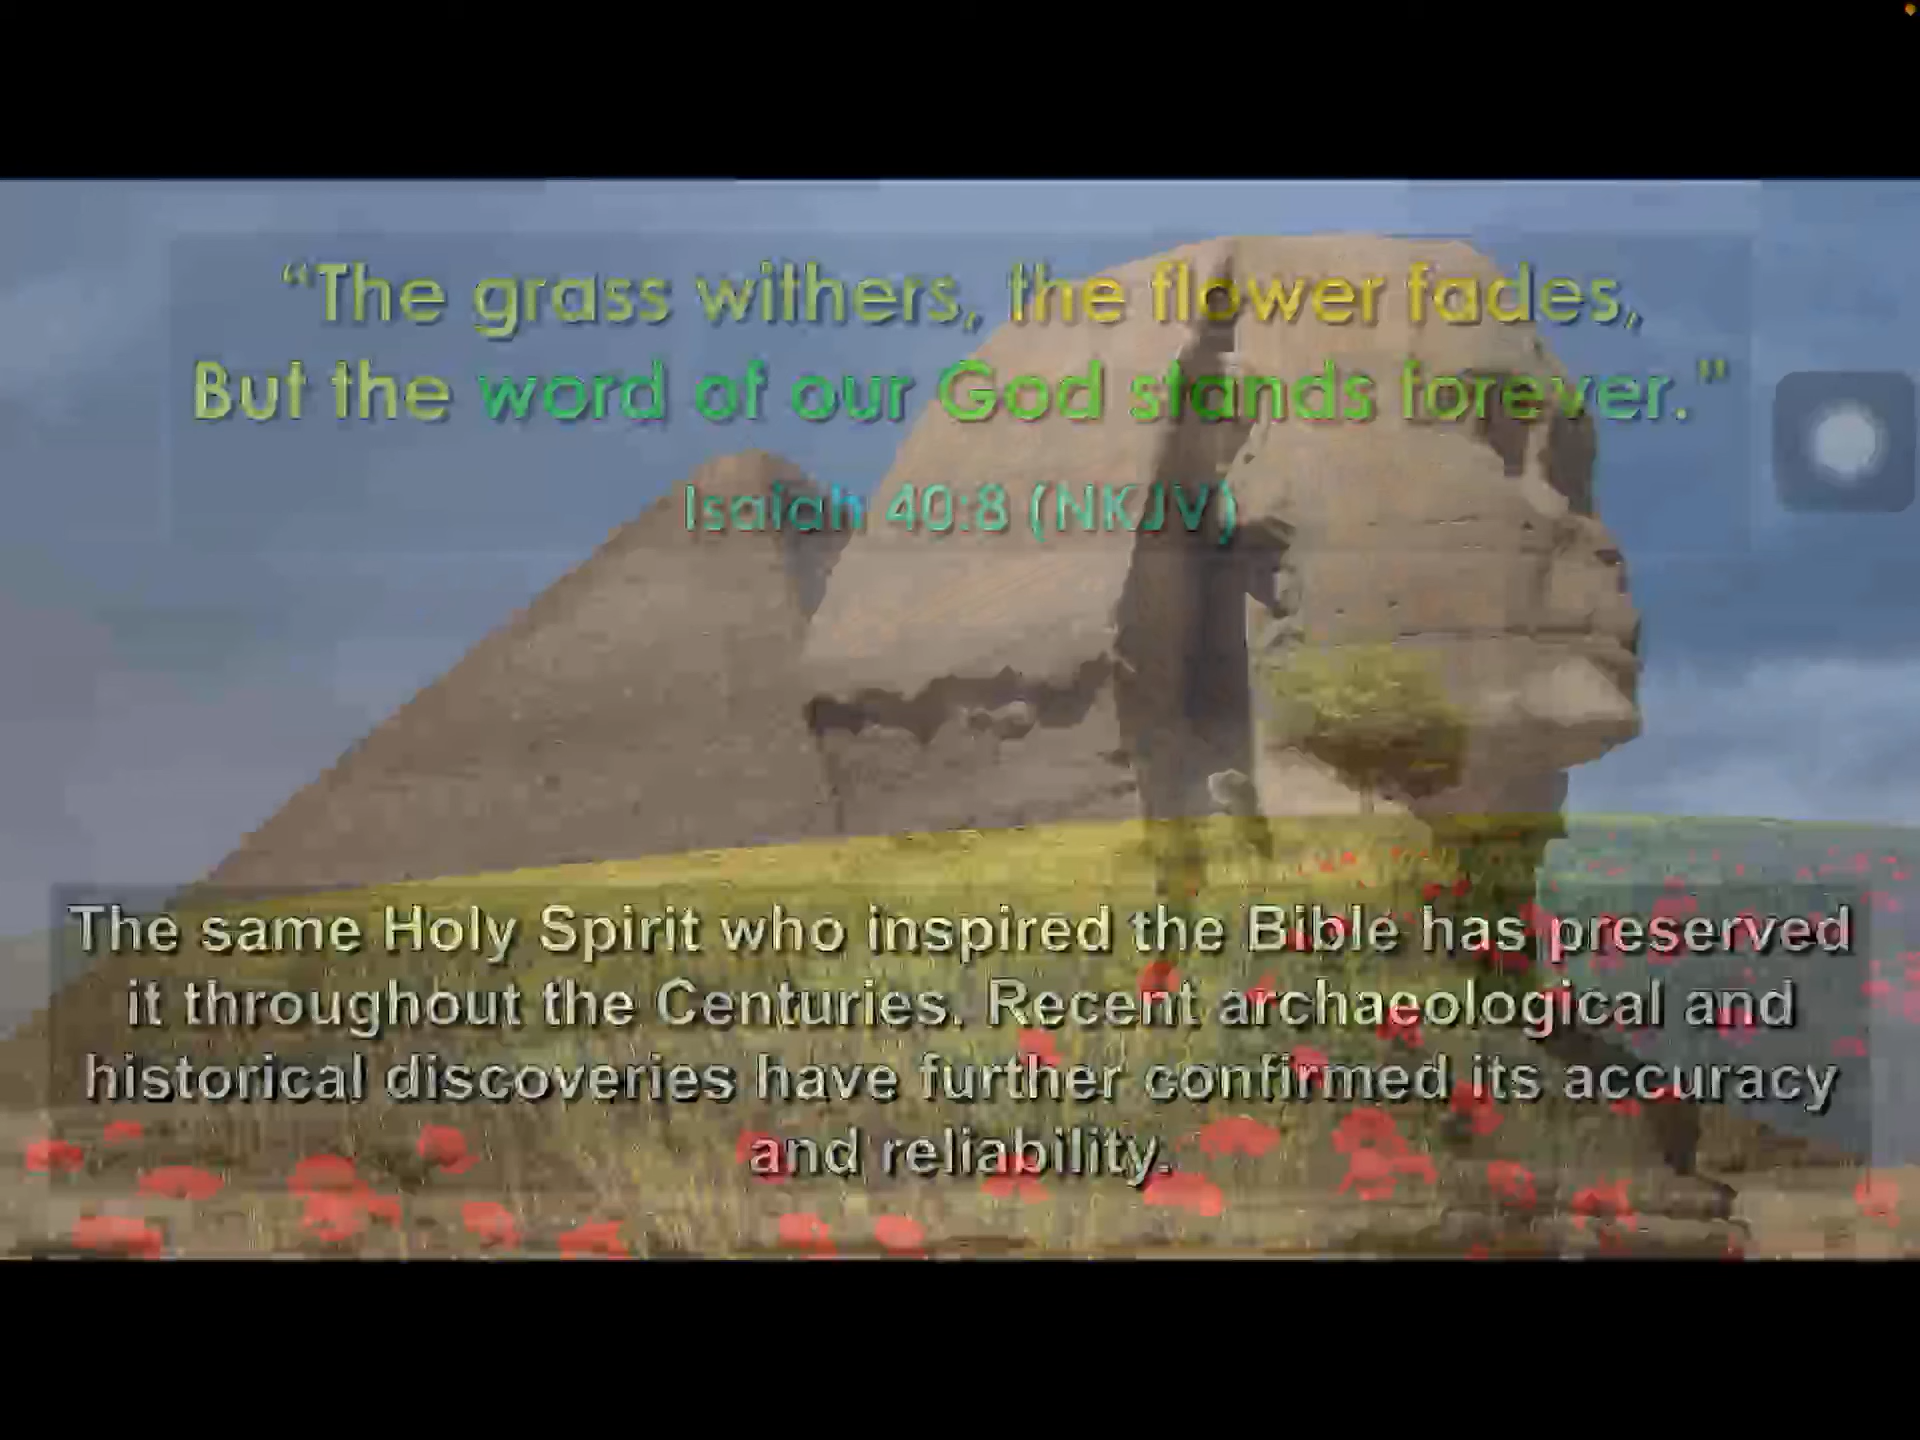 “The grass withers, the flower fades,
But the word of our God stands forever.”
Isaiah 40:8 (NKJV)
The same Holy Spirit who inspired the Bible has preserved
it throughout the Centuries. Recent archaeological and
historical discoveries have further confirmed its accuracy
and reliability.